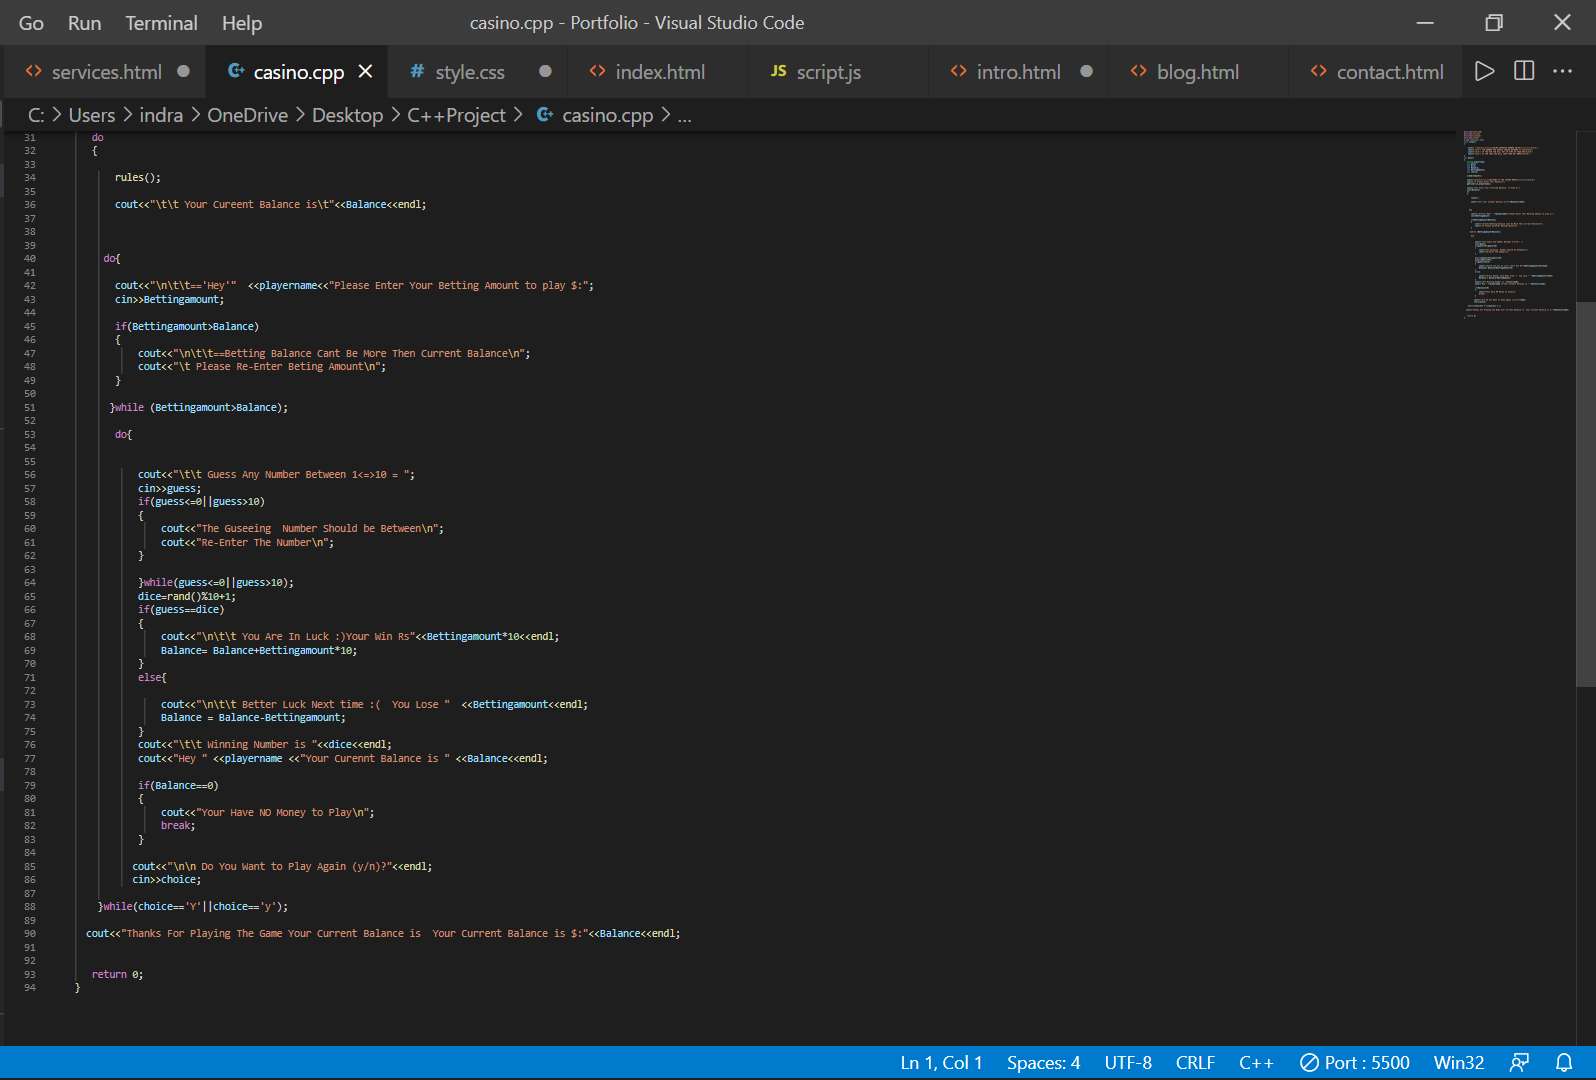 Go Run Terminal Help casino.cpp - Portfolio - Visual Studio Code
services.html casino.cpp # style.css index.html JS script.js intro.html blog.html contact.html
C: > Users > indra > OneDrive > Desktop > C++Project > casino.cpp > ...
31 do
32 {
33
34 rules();
35
36 cout<<"\t\t Your Cureent Balance is\t"<<Balance<<endl;
37
38
39
40 do{
41
42 cout<<"\n\t\t=='Hey'"  <<playername<<"Please Enter Your Betting Amount to play $:";
43 cin>>Bettingamount;
44
45 if(Bettingamount>Balance)
46 {
47 cout<<"\n\t\t==Betting Balance Cant Be More Then Current Balance\n";
48 cout<<"\t Please Re-Enter Beting Amount\n";
49 }
50
51 }while (Bettingamount>Balance);
52
53 do{
54
55
56 cout<<"\t\t Guess Any Number Between 1<=>10 = ";
57 cin>>guess;
58 if(guess<=0||guess>10)
59 {
60 cout<<"The Guseeing  Number Should be Between\n";
61 cout<<"Re-Enter The Number\n";
62 }
63
64 }while(guess<=0||guess>10);
65 dice=rand()%10+1;
66 if(guess==dice)
67 {
68 cout<<"\n\t\t You Are In Luck :)Your Win Rs"<<Bettingamount*10<<endl;
69 Balance= Balance+Bettingamount*10;
70 }
71 else{
72
73 cout<<"\n\t\t Better Luck Next time :(  You Lose "  <<Bettingamount<<endl;
74 Balance = Balance-Bettingamount;
75 }
76 cout<<"\t\t Winning Number is "<<dice<<endl;
77 cout<<"Hey " <<playername <<"Your Curennt Balance is " <<Balance<<endl;
78
79 if(Balance==0)
80 {
81 cout<<"Your Have NO Money to Play\n";
82 break;
83 }
84
85 cout<<"\n\n Do You Want to Play Again (y/n)?"<<endl;
86 cin>>choice;
87
88 }while(choice=='Y'||choice=='y');
89
90 cout<<"Thanks For Playing The Game Your Current Balance is  Your Current Balance is $:"<<Balance<<endl;
91
92
93 return 0;
94 }
Ln 1, Col 1 Spaces: 4 UTF-8 CRLF C++ Port : 5500 Win32